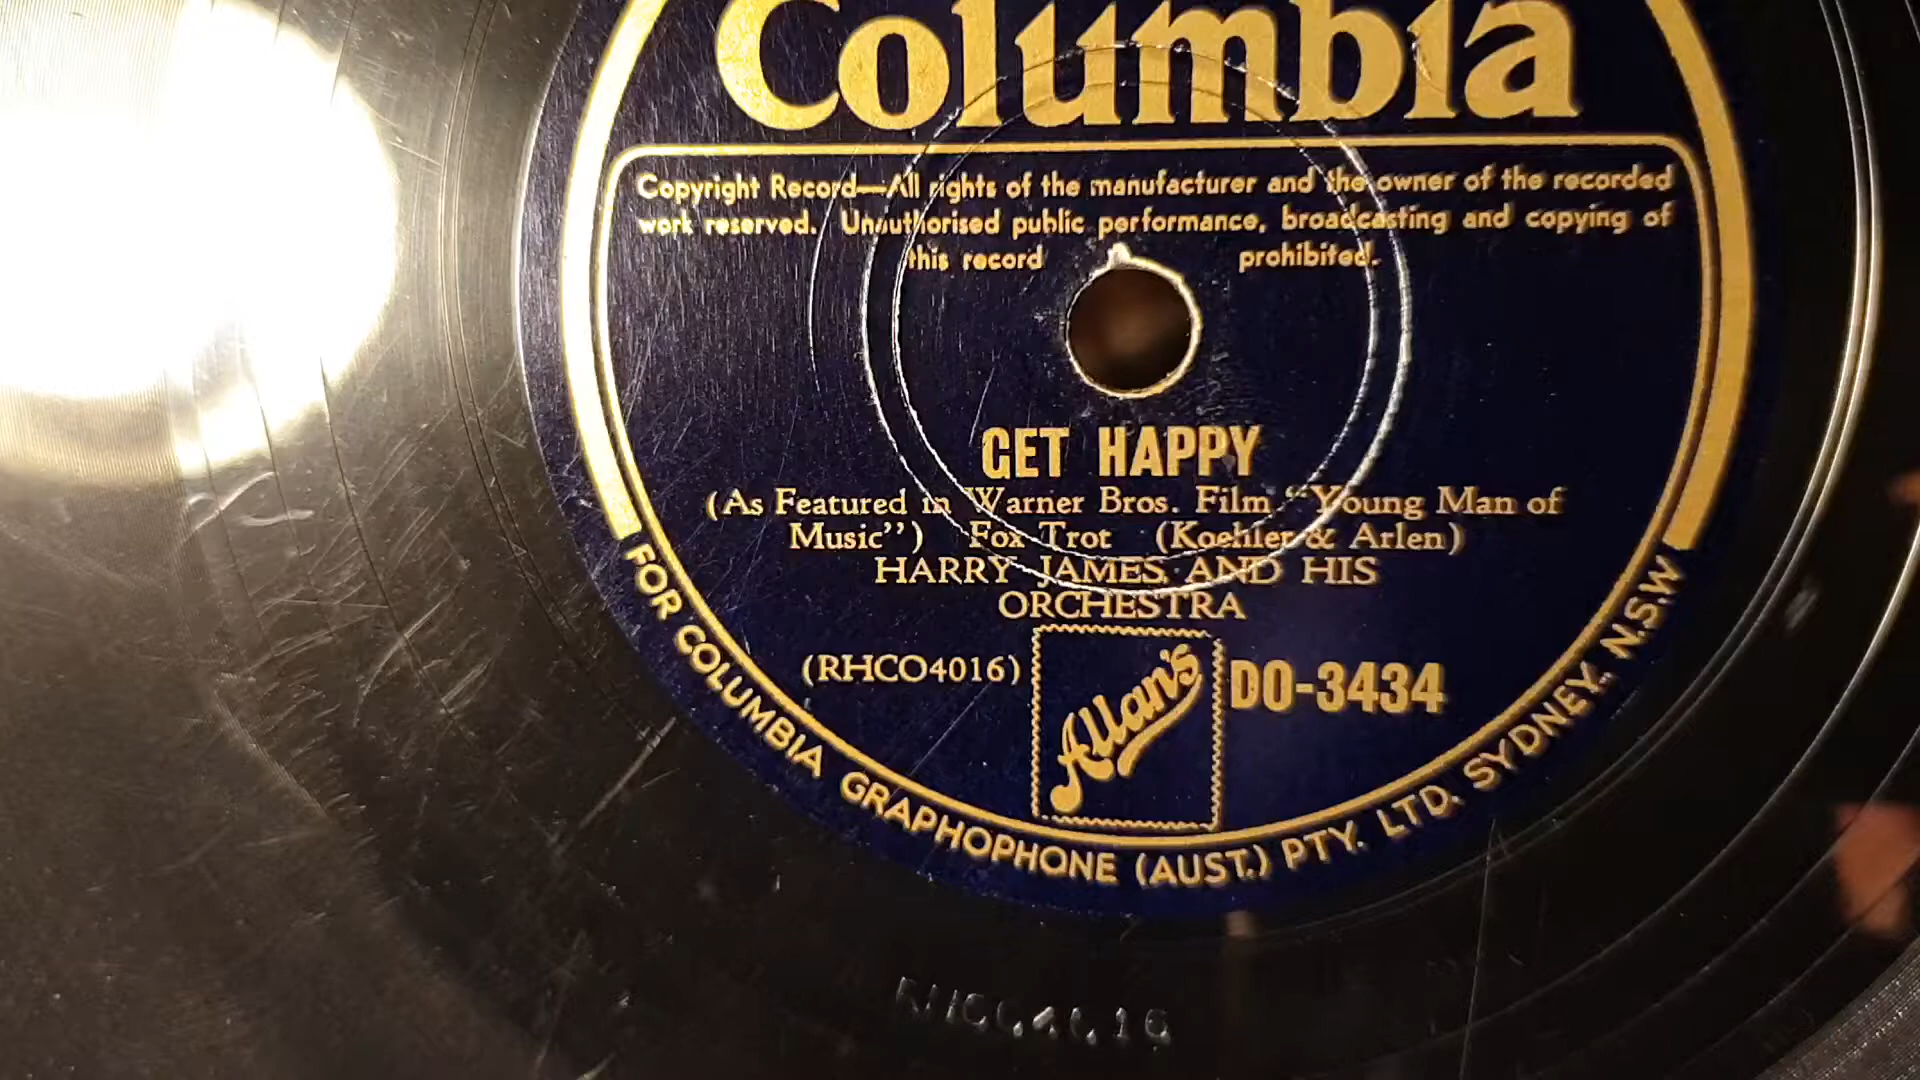 Columbia
Copyright Record—All rights of the manufacturer and the owner of the recorded
work reserved. Unauthorised public performance, broadcasting and copying of
this record prohibited.
GET HAPPY
(As Featured in Warner Bros. Film "Young Man of
Music'') Fox Trot (Koehler & Arlen)
HARRY JAMES AND HIS
ORCHESTRA
(RHCO4016)
Allan's
DO-3434
FOR COLUMBIA GRAPHOPHONE (AUST.) PTY. LTD. SYDNEY. N.S.W
RHCO4016